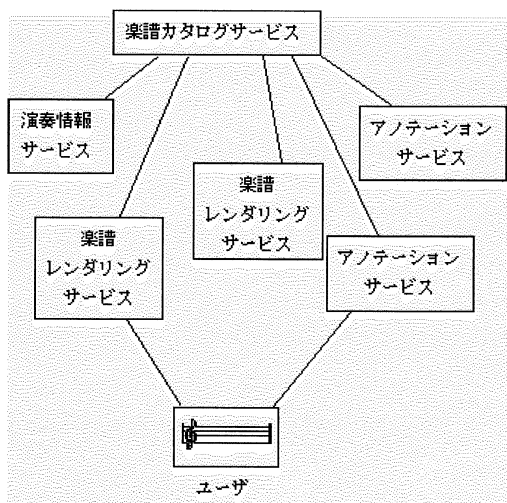 楽譜カタログサービス
演奏情報
サービス
アノテーション
サービス
楽譜
レンダリング
サービス
楽譜
レンダリング
サービス
アノテーション
サービス
ユーザ